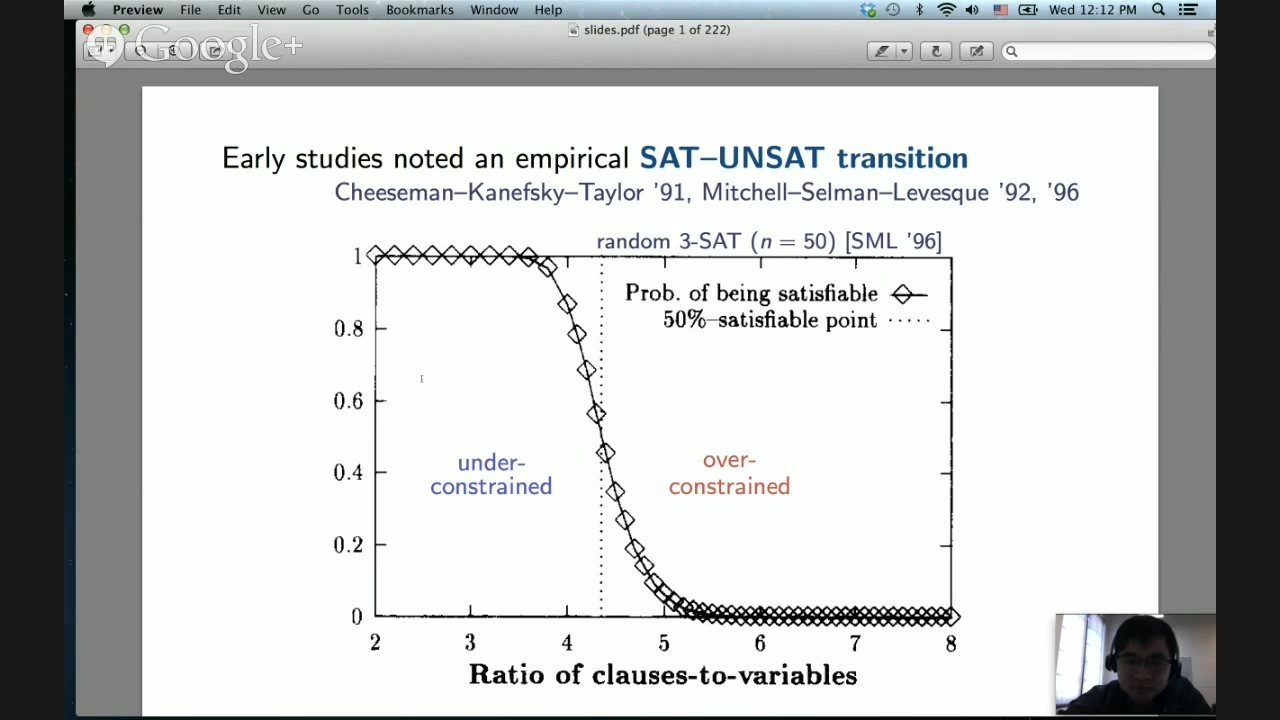 Preview File Edit View Go Tools Bookmarks Window Help Wed 12:12 PM
Google+
slides.pdf (page 1 of 222)
Early studies noted an empirical SAT–UNSAT transition
Cheeseman–Kanefsky–Taylor '91, Mitchell–Selman–Levesque '92, '96
random 3-SAT (n = 50) [SML '96]
Prob. of being satisfiable
50%–satisfiable point
1
0.8
0.6
0.4
0.2
0
under-
constrained
over-
constrained
2 3 4 5 6 7 8
Ratio of clauses-to-variables